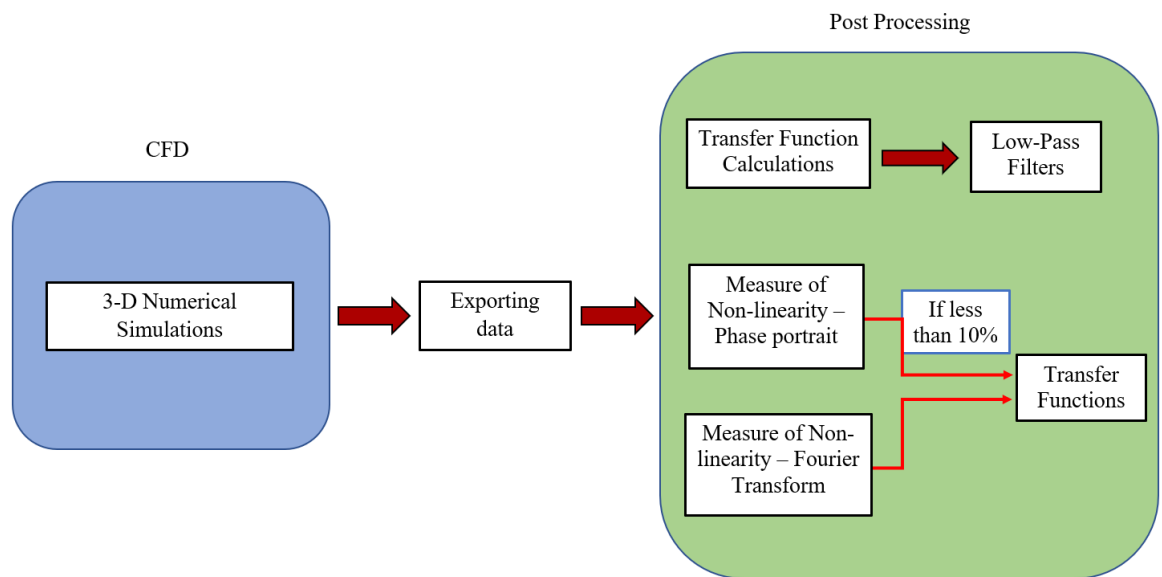 Post Processing
CFD
3-D Numerical
Simulations
Exporting
data
Transfer Function
Calculations
Low-Pass
Filters
Measure of
Non-linearity –
Phase portrait
If less
than 10%
Transfer
Functions
Measure of Non-
linearity – Fourier
Transform